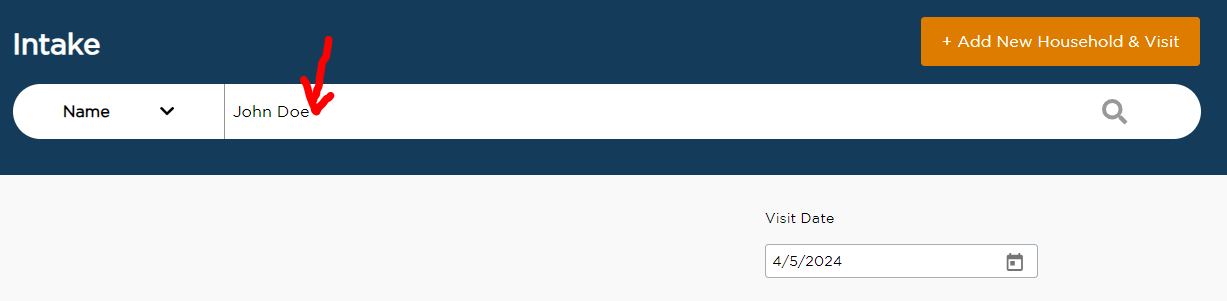 Intake
+ Add New Household & Visit
Name
John Doe
Visit Date
4/5/2024